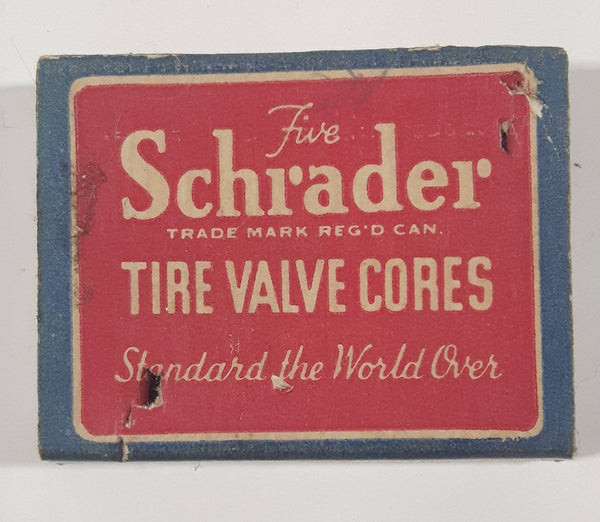 Five
Schrader
TRADE MARK REG'D CAN.
TIRE VALVE CORES
Standard the World Over